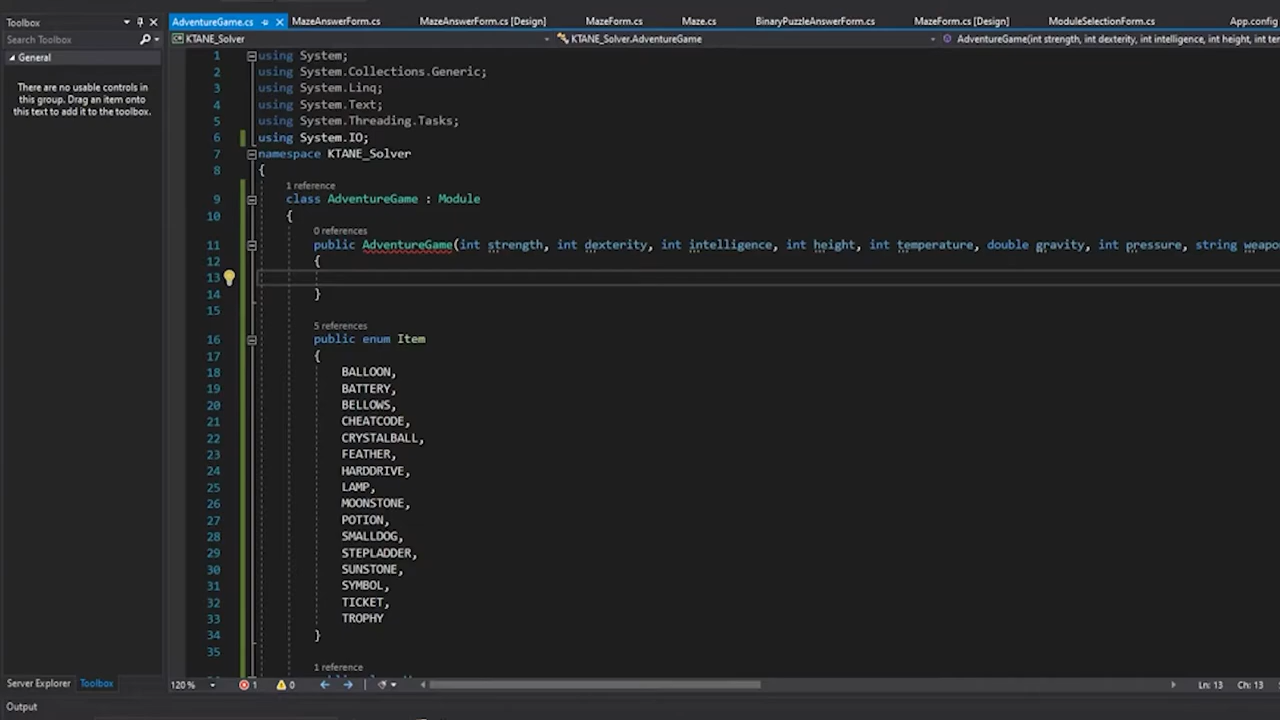 Toolbox
Search Toolbox
General
There are no usable controls in
this group. Drag an item onto
this text to add it to the toolbox.
Server Explorer Toolbox
Output
AdventureGame.cs MazeAnswerForm.cs MazeAnswerForm.cs [Design] MazeForm.cs Maze.cs BinaryPuzzleAnswerForm.cs MazeForm.cs [Design] ModuleSelectionForm.cs App.config
KTANE_Solver KTANE_Solver.AdventureGame AdventureGame(int strength, int dexterity, int intelligence, int height, int ter
1 using System;
2 using System.Collections.Generic;
3 using System.Linq;
4 using System.Text;
5 using System.Threading.Tasks;
6 using System.IO;
7 namespace KTANE_Solver
8 {
1 reference
9 class AdventureGame : Module
10 {
0 references
11 public AdventureGame(int strength, int dexterity, int intelligence, int height, int temperature, double gravity, int pressure, string weapo
12 {
13
14 }
15
5 references
16 public enum Item
17 {
18 BALLOON,
19 BATTERY,
20 BELLOWS,
21 CHEATCODE,
22 CRYSTALBALL,
23 FEATHER,
24 HARDDRIVE,
25 LAMP,
26 MOONSTONE,
27 POTION,
28 SMALLDOG,
29 STEPLADDER,
30 SUNSTONE,
31 SYMBOL,
32 TICKET,
33 TROPHY
34 }
35
1 reference
120 % 1 0 Ln: 13 Ch: 13